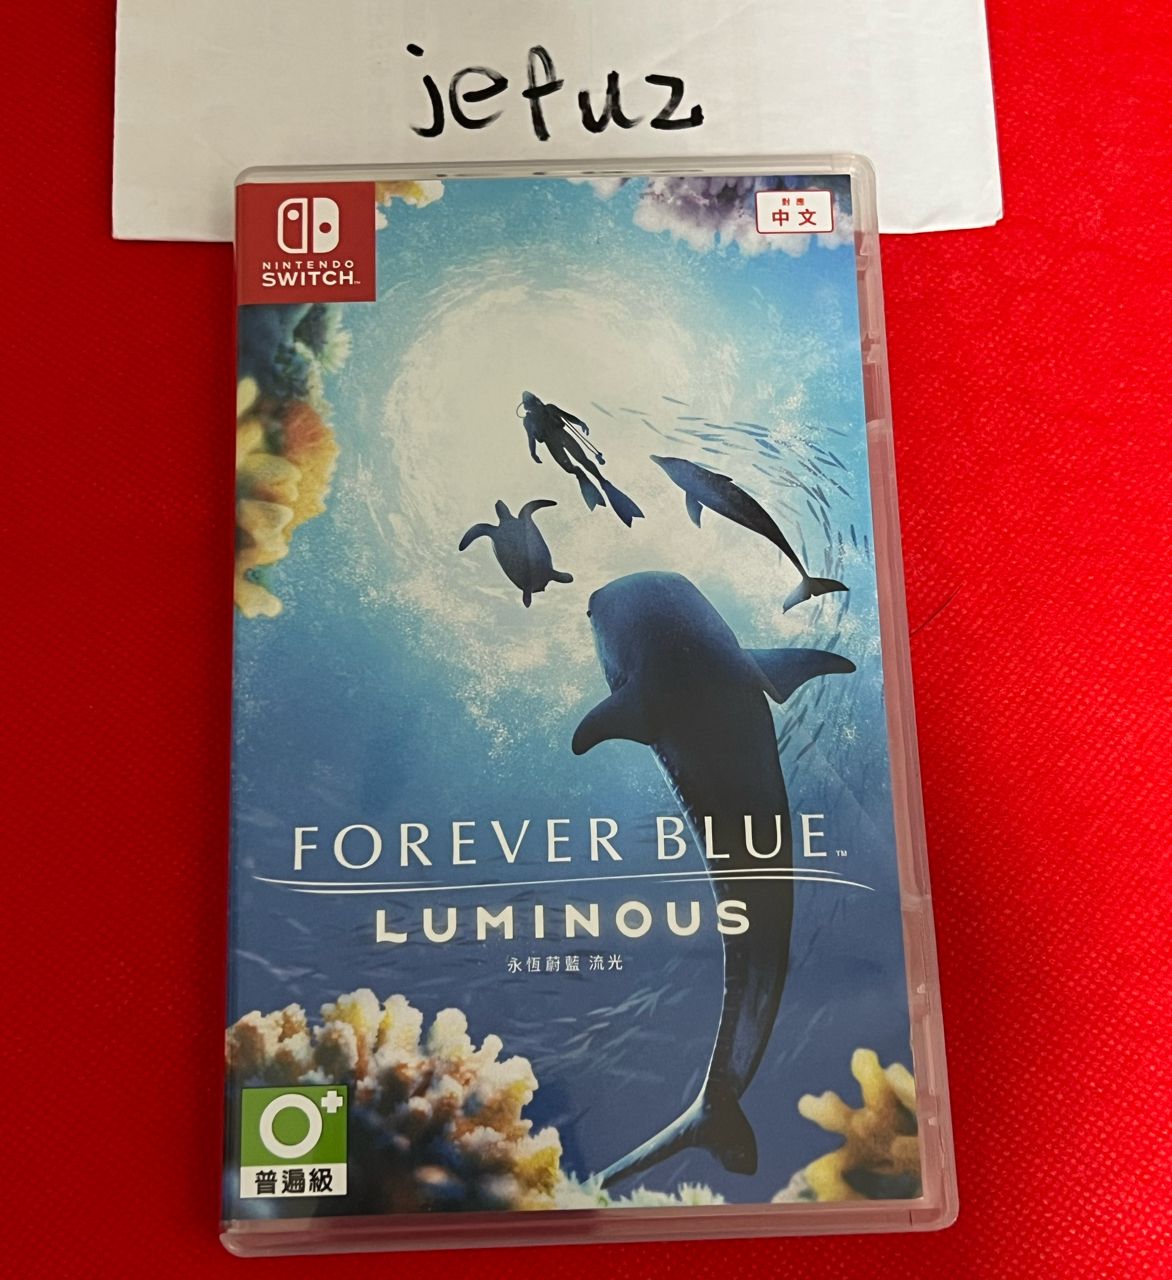 jefuz
NINTENDO
SWITCH™
對應
中文
FOREVER BLUE™
LUMINOUS
永恆蔚藍 流光
0+
普遍級